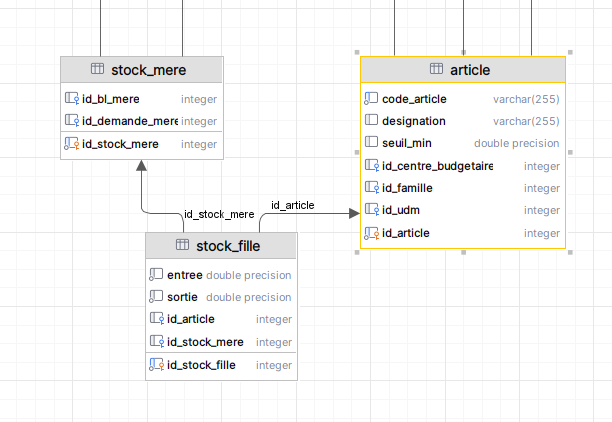 stock_mere
id_bl_mere integer
id_demande_mere integer
id_stock_mere integer
article
code_article varchar(255)
designation varchar(255)
seuil_min double precision
id_centre_budgetaire integer
id_famille integer
id_udm integer
id_article integer
id_stock_mere
id_article
stock_fille
entree double precision
sortie double precision
id_article integer
id_stock_mere integer
id_stock_fille integer